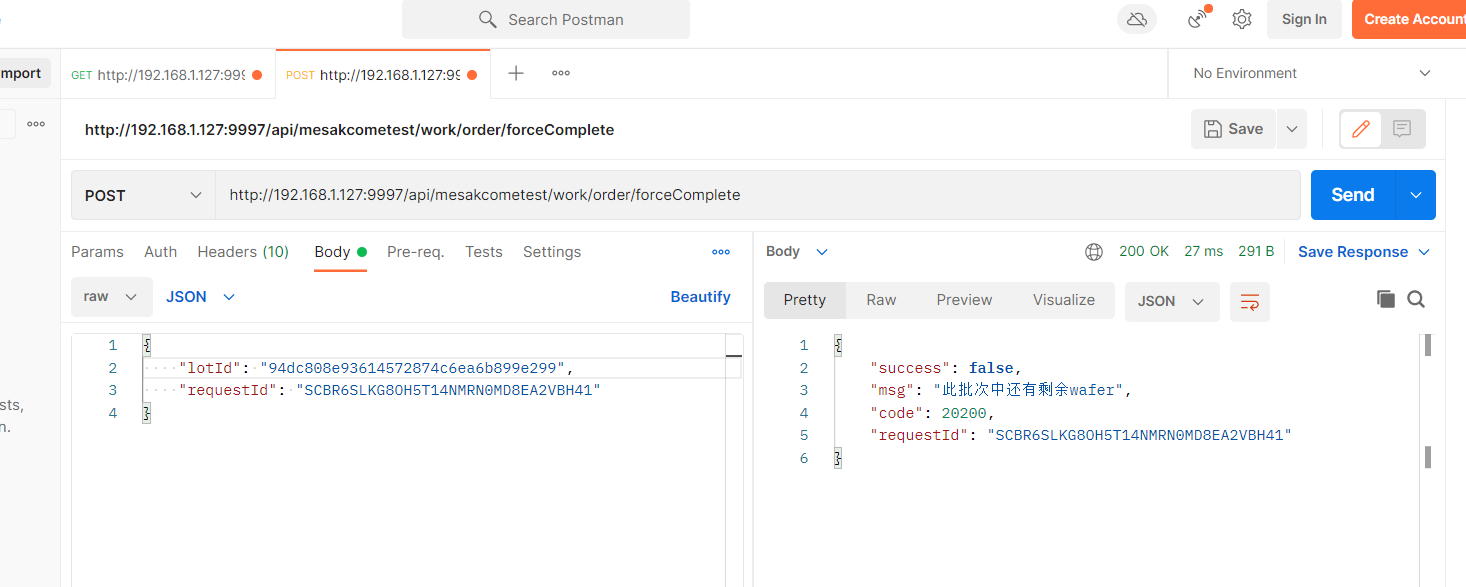 Search Postman
Sign In
Create Account
mport
GET http://192.168.1.127:999
POST http://192.168.1.127:99
No Environment
http://192.168.1.127:9997/api/mesakcometest/work/order/forceComplete
Save
POST
http://192.168.1.127:9997/api/mesakcometest/work/order/forceComplete
Send
Params Auth Headers (10) Body Pre-req. Tests Settings
raw JSON Beautify
1 {
2 "lotId": "94dc808e93614572874c6ea6b899e299",
3 "requestId": "SCBR6SLKG8OH5T14NMRN0MD8EA2VBH41"
4 }
Body 200 OK 27 ms 291 B Save Response
Pretty Raw Preview Visualize JSON
1 {
2 "success": false,
3 "msg": "此批次中还有剩余wafer",
4 "code": 20200,
5 "requestId": "SCBR6SLKG8OH5T14NMRN0MD8EA2VBH41"
6 }
sts,
n.